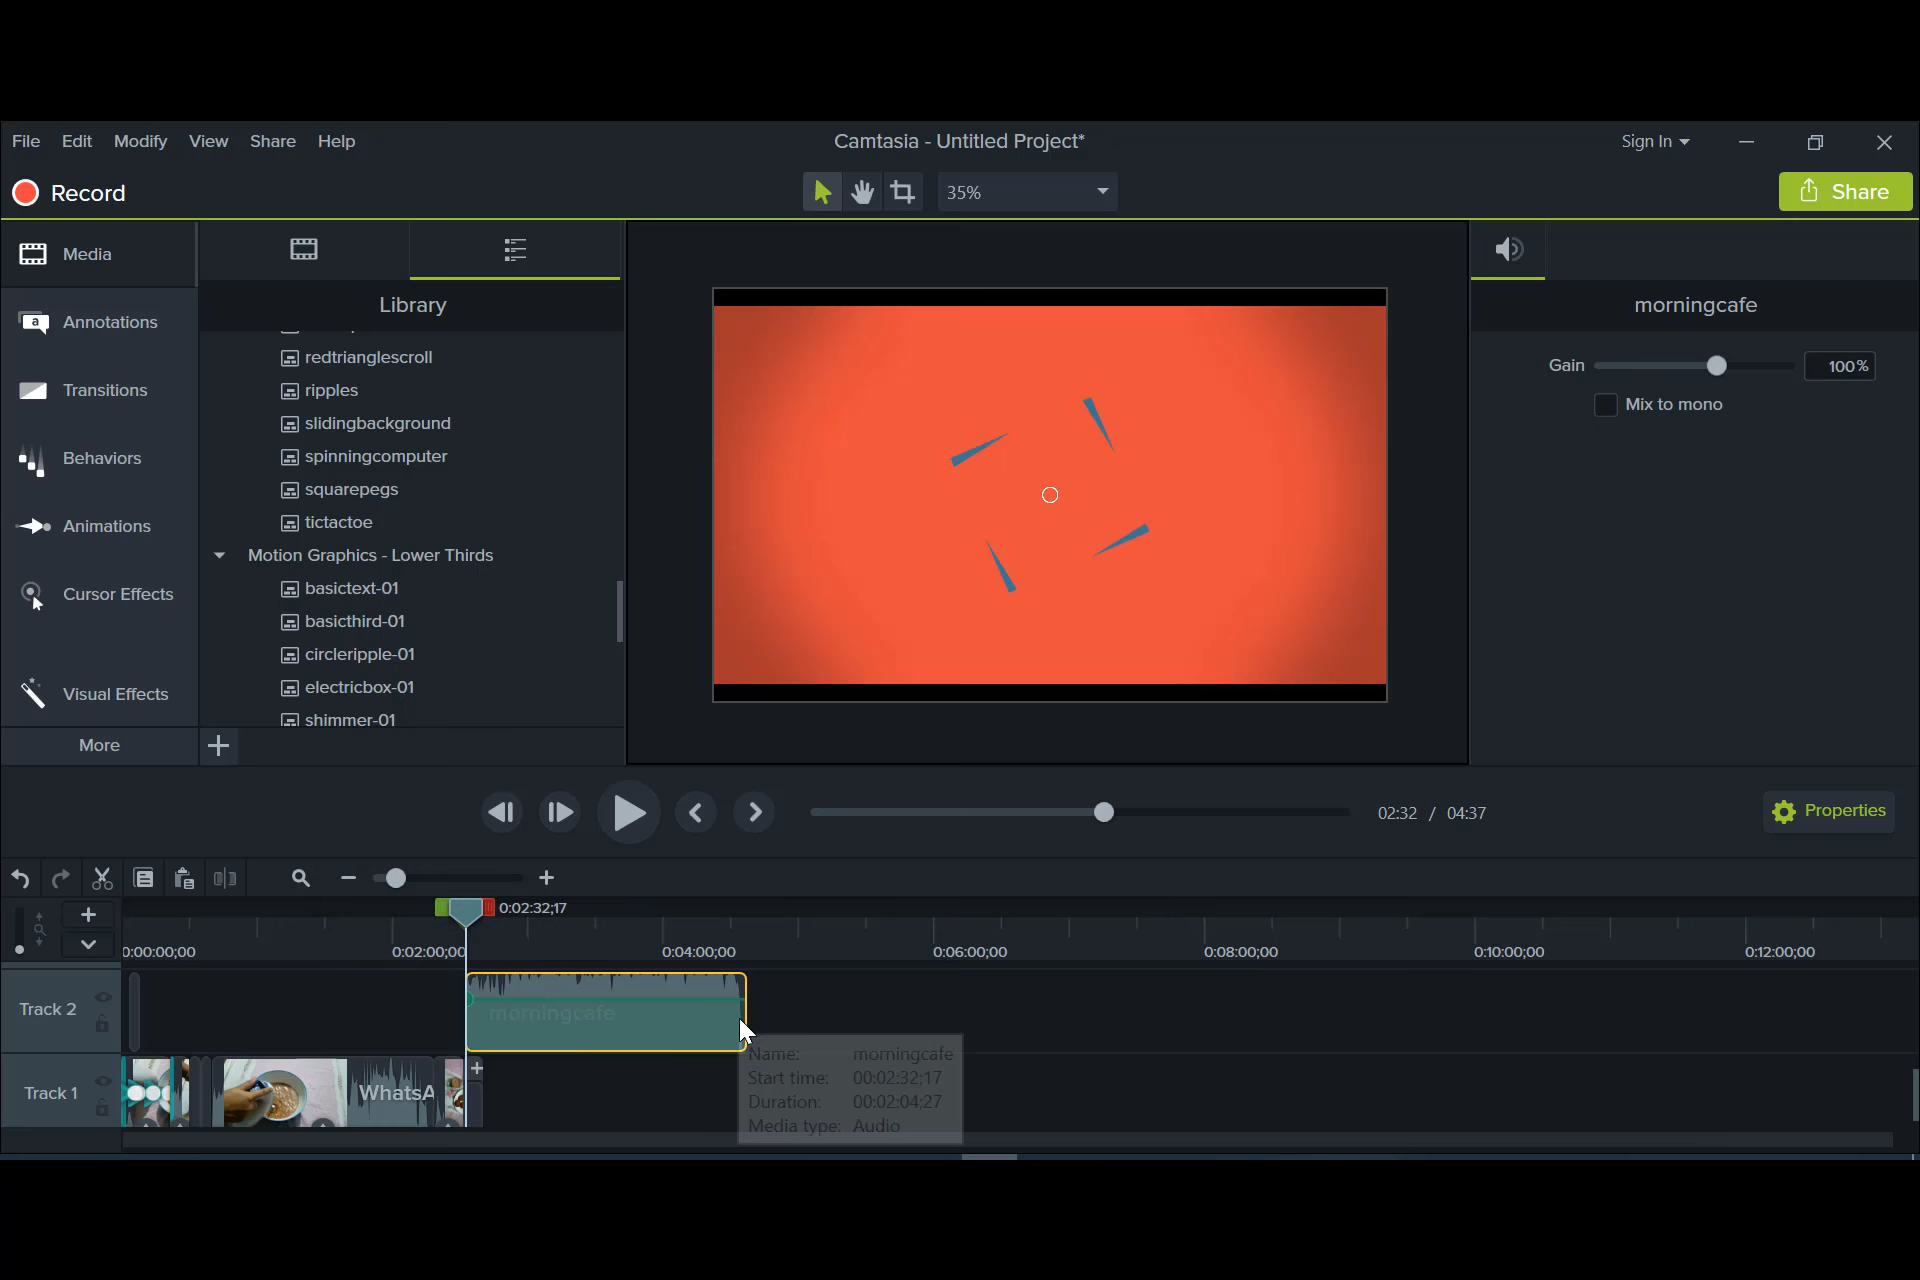 File Edit Modify View Share Help
Camtasia - Untitled Project*
Sign In
Record
35%
Share
Media
Annotations
Transitions
Behaviors
Animations
Cursor Effects
Visual Effects
More
Library
redtrianglescroll
ripples
slidingbackground
spinningcomputer
squarepegs
tictactoe
Motion Graphics - Lower Thirds
basictext-01
basicthird-01
circleripple-01
electricbox-01
shimmer-01
morningcafe
Gain 100%
Mix to mono
02:32 / 04:37
Properties
0:02:32;17
0:00:00;00 0:02:00;00 0:04:00;00 0:06:00;00 0:08:00;00 0:10:00;00 0:12:00;00
Track 2
morningcafe
Name: morningcafe
Start time: 00:02:32;17
Duration: 00:02:04;27
Media type: Audio
Track 1
WhatsA